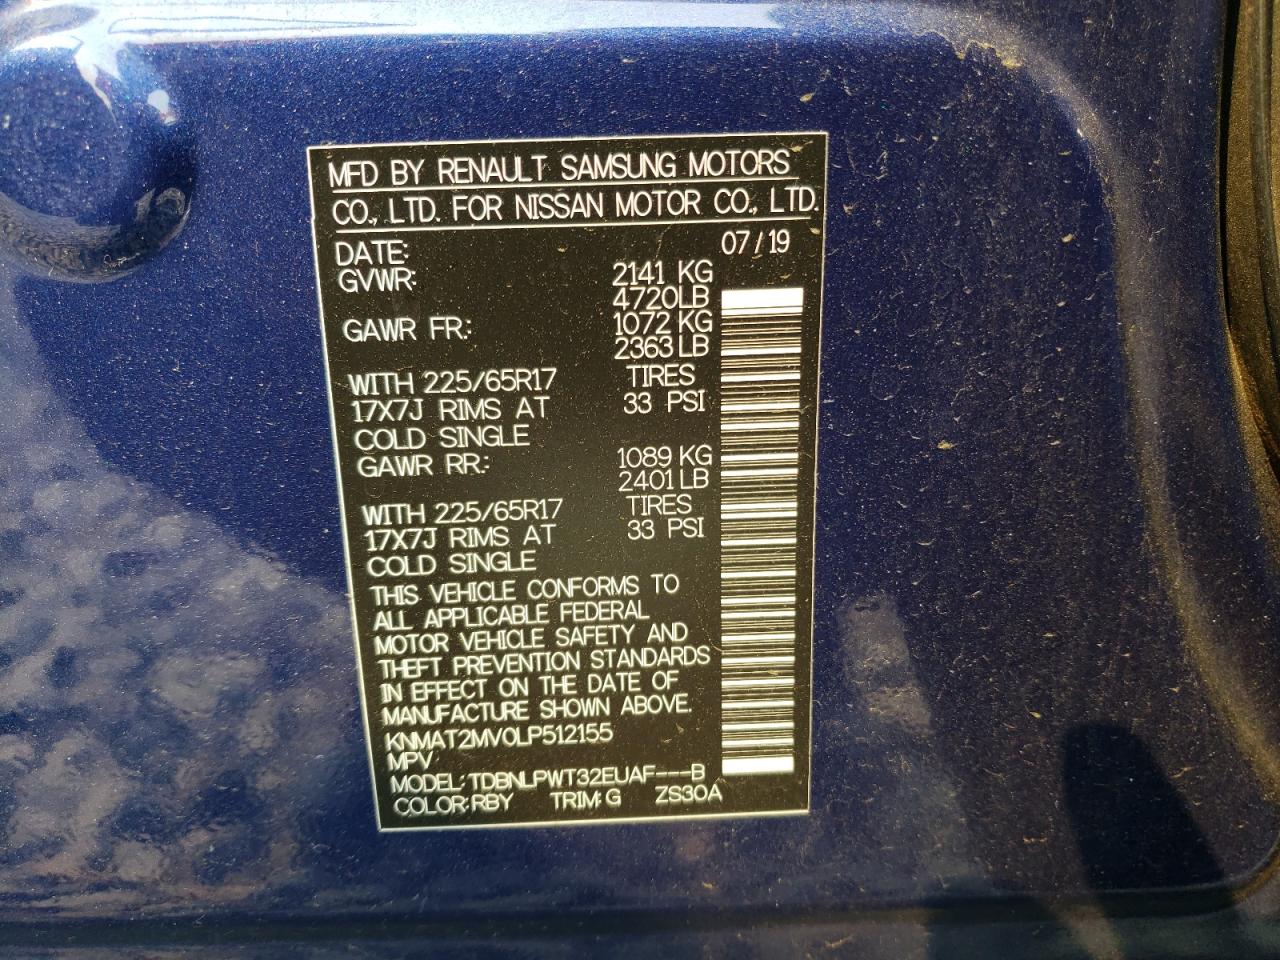 MFD BY RENAULT SAMSUNG MOTORS
CO., LTD. FOR NISSAN MOTOR CO., LTD.
DATE: 07/19
GVWR: 2141 KG
4720LB
GAWR FR: 1072 KG
2363 LB
WITH 225/65R17 TIRES
17X7J RIMS AT 33 PSI
COLD SINGLE
GAWR RR: 1089 KG
2401 LB
WITH 225/65R17 TIRES
17X7J RIMS AT 33 PSI
COLD SINGLE
THIS VEHICLE CONFORMS TO
ALL APPLICABLE FEDERAL
MOTOR VEHICLE SAFETY AND
THEFT PREVENTION STANDARDS
IN EFFECT ON THE DATE OF
MANUFACTURE SHOWN ABOVE.
KNMAT2MV0LP512155
MPV
MODEL: TDBNLPWT32EUAF---B
COLOR: RBY TRIM: G ZS30A